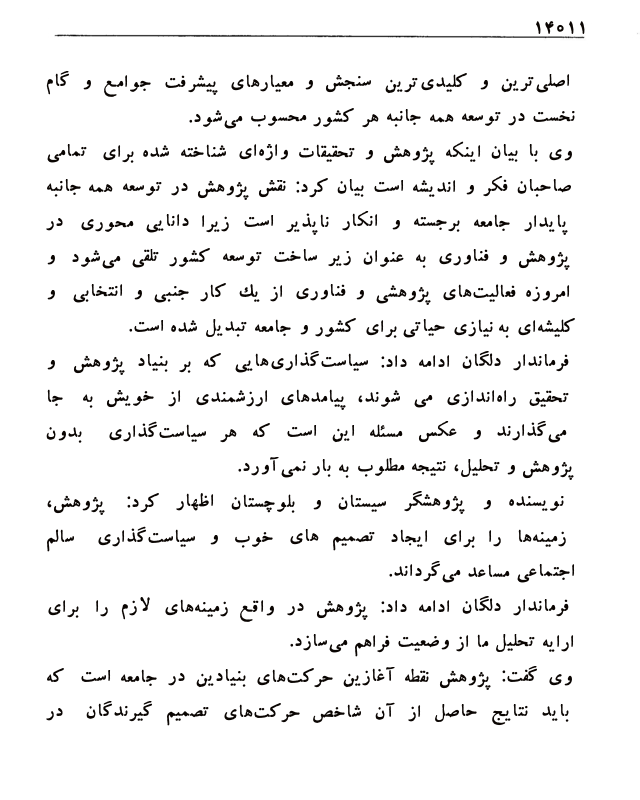 ۱۴۰۱۱
اصلی‌ترین و کلیدی‌ترین سنجش و معیارهای پیشرفت جوامع و گام
نخست در توسعه همه جانبه هر کشور محسوب می‌شود.
وی با بیان اینکه پژوهش و تحقیقات واژه‌ای شناخته شده برای تمامی
صاحبان فکر و اندیشه است بیان کرد: نقش پژوهش در توسعه همه جانبه
پایدار جامعه برجسته و انکار ناپذیر است زیرا دانایی محوری در
پژوهش و فناوری به عنوان زیر ساخت توسعه کشور تلقی می‌شود و
امروزه فعالیت‌های پژوهشی و فناوری از یك کار جنبی و انتخابی و
کلیشه‌ای به نیازی حیاتی برای کشور و جامعه تبدیل شده است.
فرماندار دلگان ادامه داد: سیاست‌گذاری‌هایی که بر بنیاد پژوهش و
تحقیق راه‌اندازی می شوند، پیامدهای ارزشمندی از خویش به جا
می‌گذارند و عکس مسئله این است که هر سیاست‌گذاری بدون
پژوهش و تحلیل، نتیجه مطلوب به بار نمی‌آورد.
نویسنده و پژوهشگر سیستان و بلوچستان اظهار کرد: پژوهش،
زمینه‌ها را برای ایجاد تصمیم های خوب و سیاست‌گذاری سالم
اجتماعی مساعد می‌گرداند.
فرماندار دلگان ادامه داد: پژوهش در واقع زمینه‌های لازم را برای
ارایه تحلیل ما از وضعیت فراهم می‌سازد.
وی گفت: پژوهش نقطه آغازین حرکت‌های بنیادین در جامعه است که
باید نتایج حاصل از آن شاخص حرکت‌های تصمیم گیرندگان در